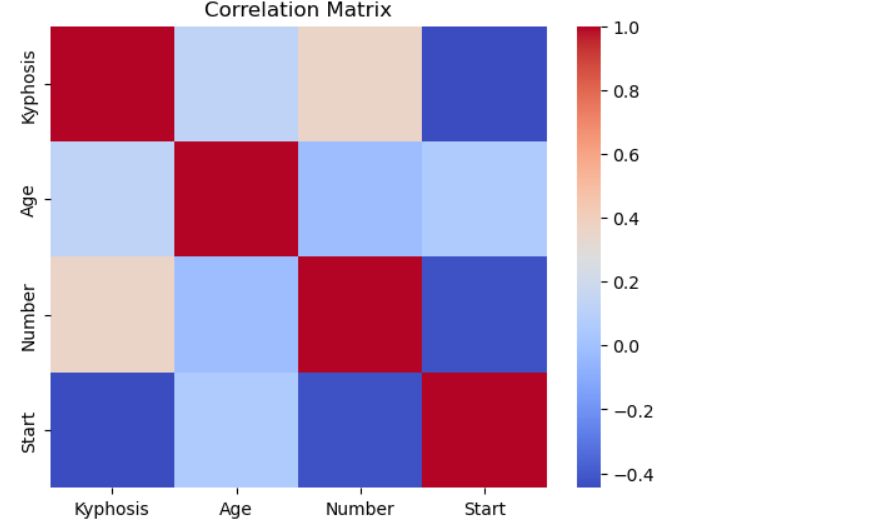 Correlation Matrix
Kyphosis
Age
Number
Start
Kyphosis Age Number Start
1.0
0.8
0.6
0.4
0.2
0.0
−0.2
−0.4